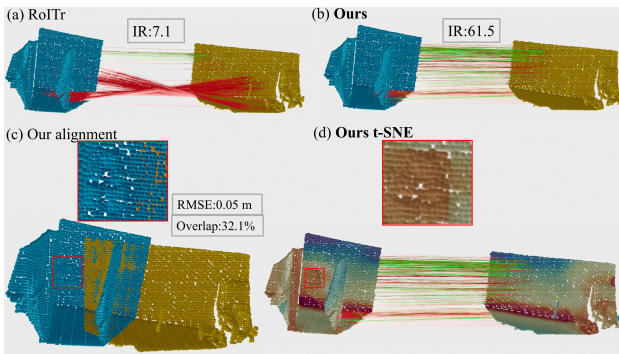 (a) RoITr
IR:7.1
(b) Ours
IR:61.5
(c) Our alignment
RMSE:0.05 m
Overlap:32.1%
(d) Ours t-SNE